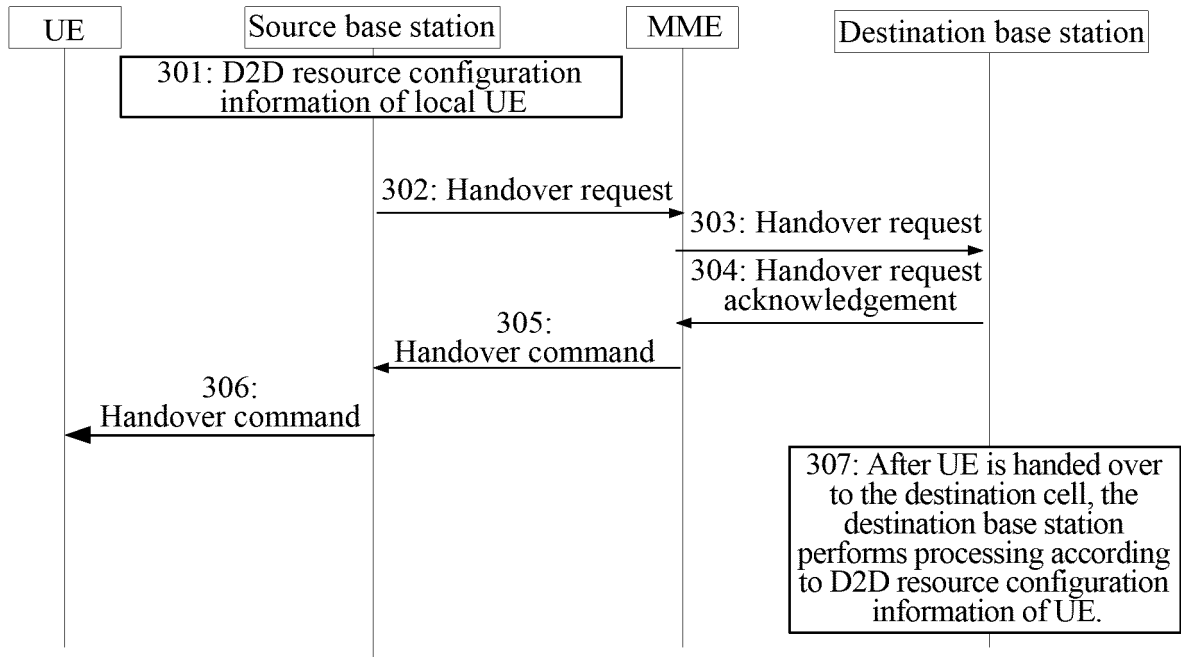 UE
Source base station
MME
Destination base station
301: D2D resource configuration
information of local UE
302: Handover request
303: Handover request
304: Handover request
acknowledgement
305:
Handover command
306:
Handover command
307: After UE is handed over
to the destination cell, the
destination base station
performs processing according
to D2D resource configuration
information of UE.